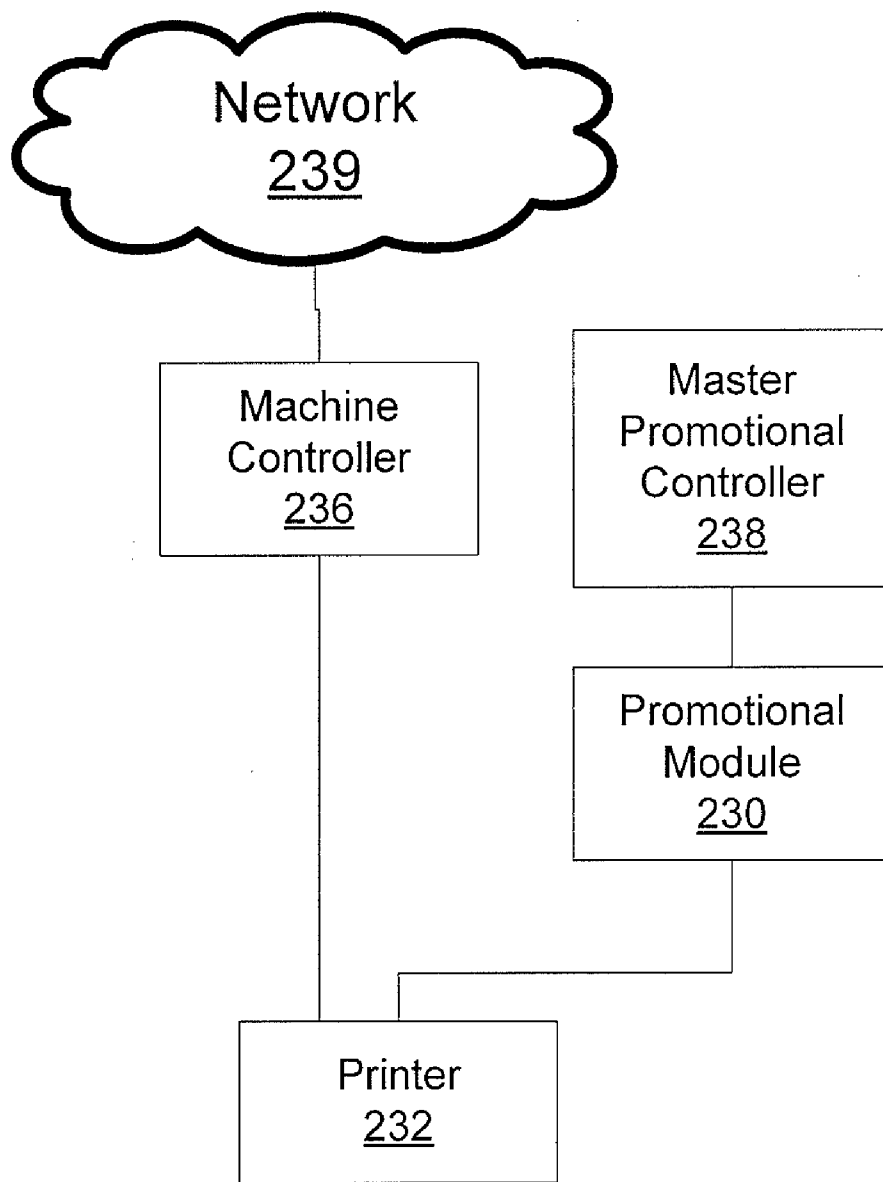 Network
239
Machine
Controller
236
Master
Promotional
Controller
238
Promotional
Module
230
Printer
232